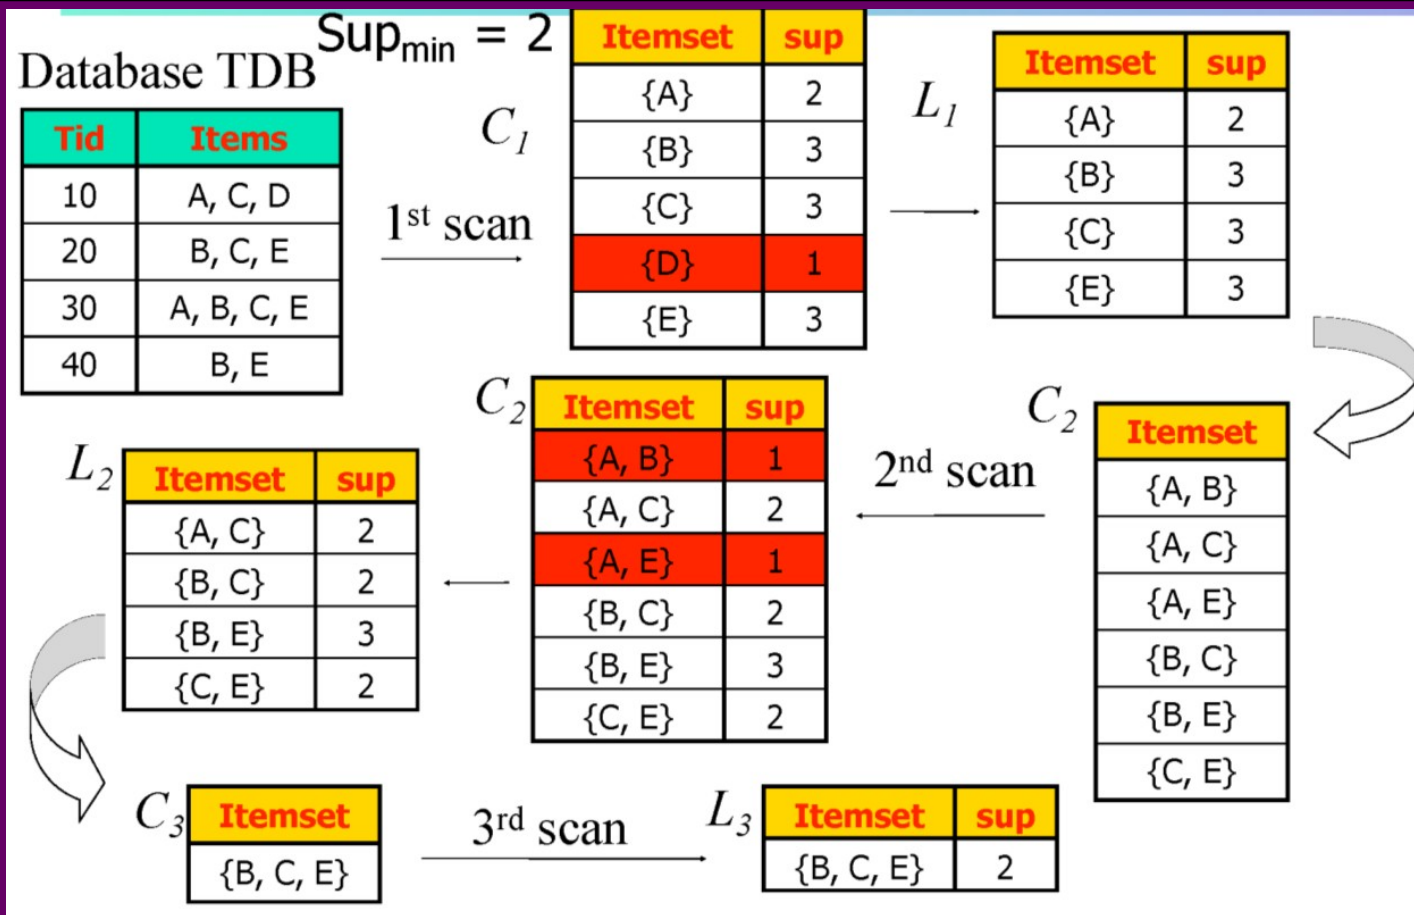 Sup_min = 2
Database TDB
Tid Items
10 A, C, D
20 B, C, E
30 A, B, C, E
40 B, E
1st scan
C1
Itemset sup
{A} 2
{B} 3
{C} 3
{D} 1
{E} 3
L1
Itemset sup
{A} 2
{B} 3
{C} 3
{E} 3
C2
Itemset
{A, B}
{A, C}
{A, E}
{B, C}
{B, E}
{C, E}
2nd scan
C2
Itemset sup
{A, B} 1
{A, C} 2
{A, E} 1
{B, C} 2
{B, E} 3
{C, E} 2
L2
Itemset sup
{A, C} 2
{B, C} 2
{B, E} 3
{C, E} 2
C3
Itemset
{B, C, E}
3rd scan
L3
Itemset sup
{B, C, E} 2